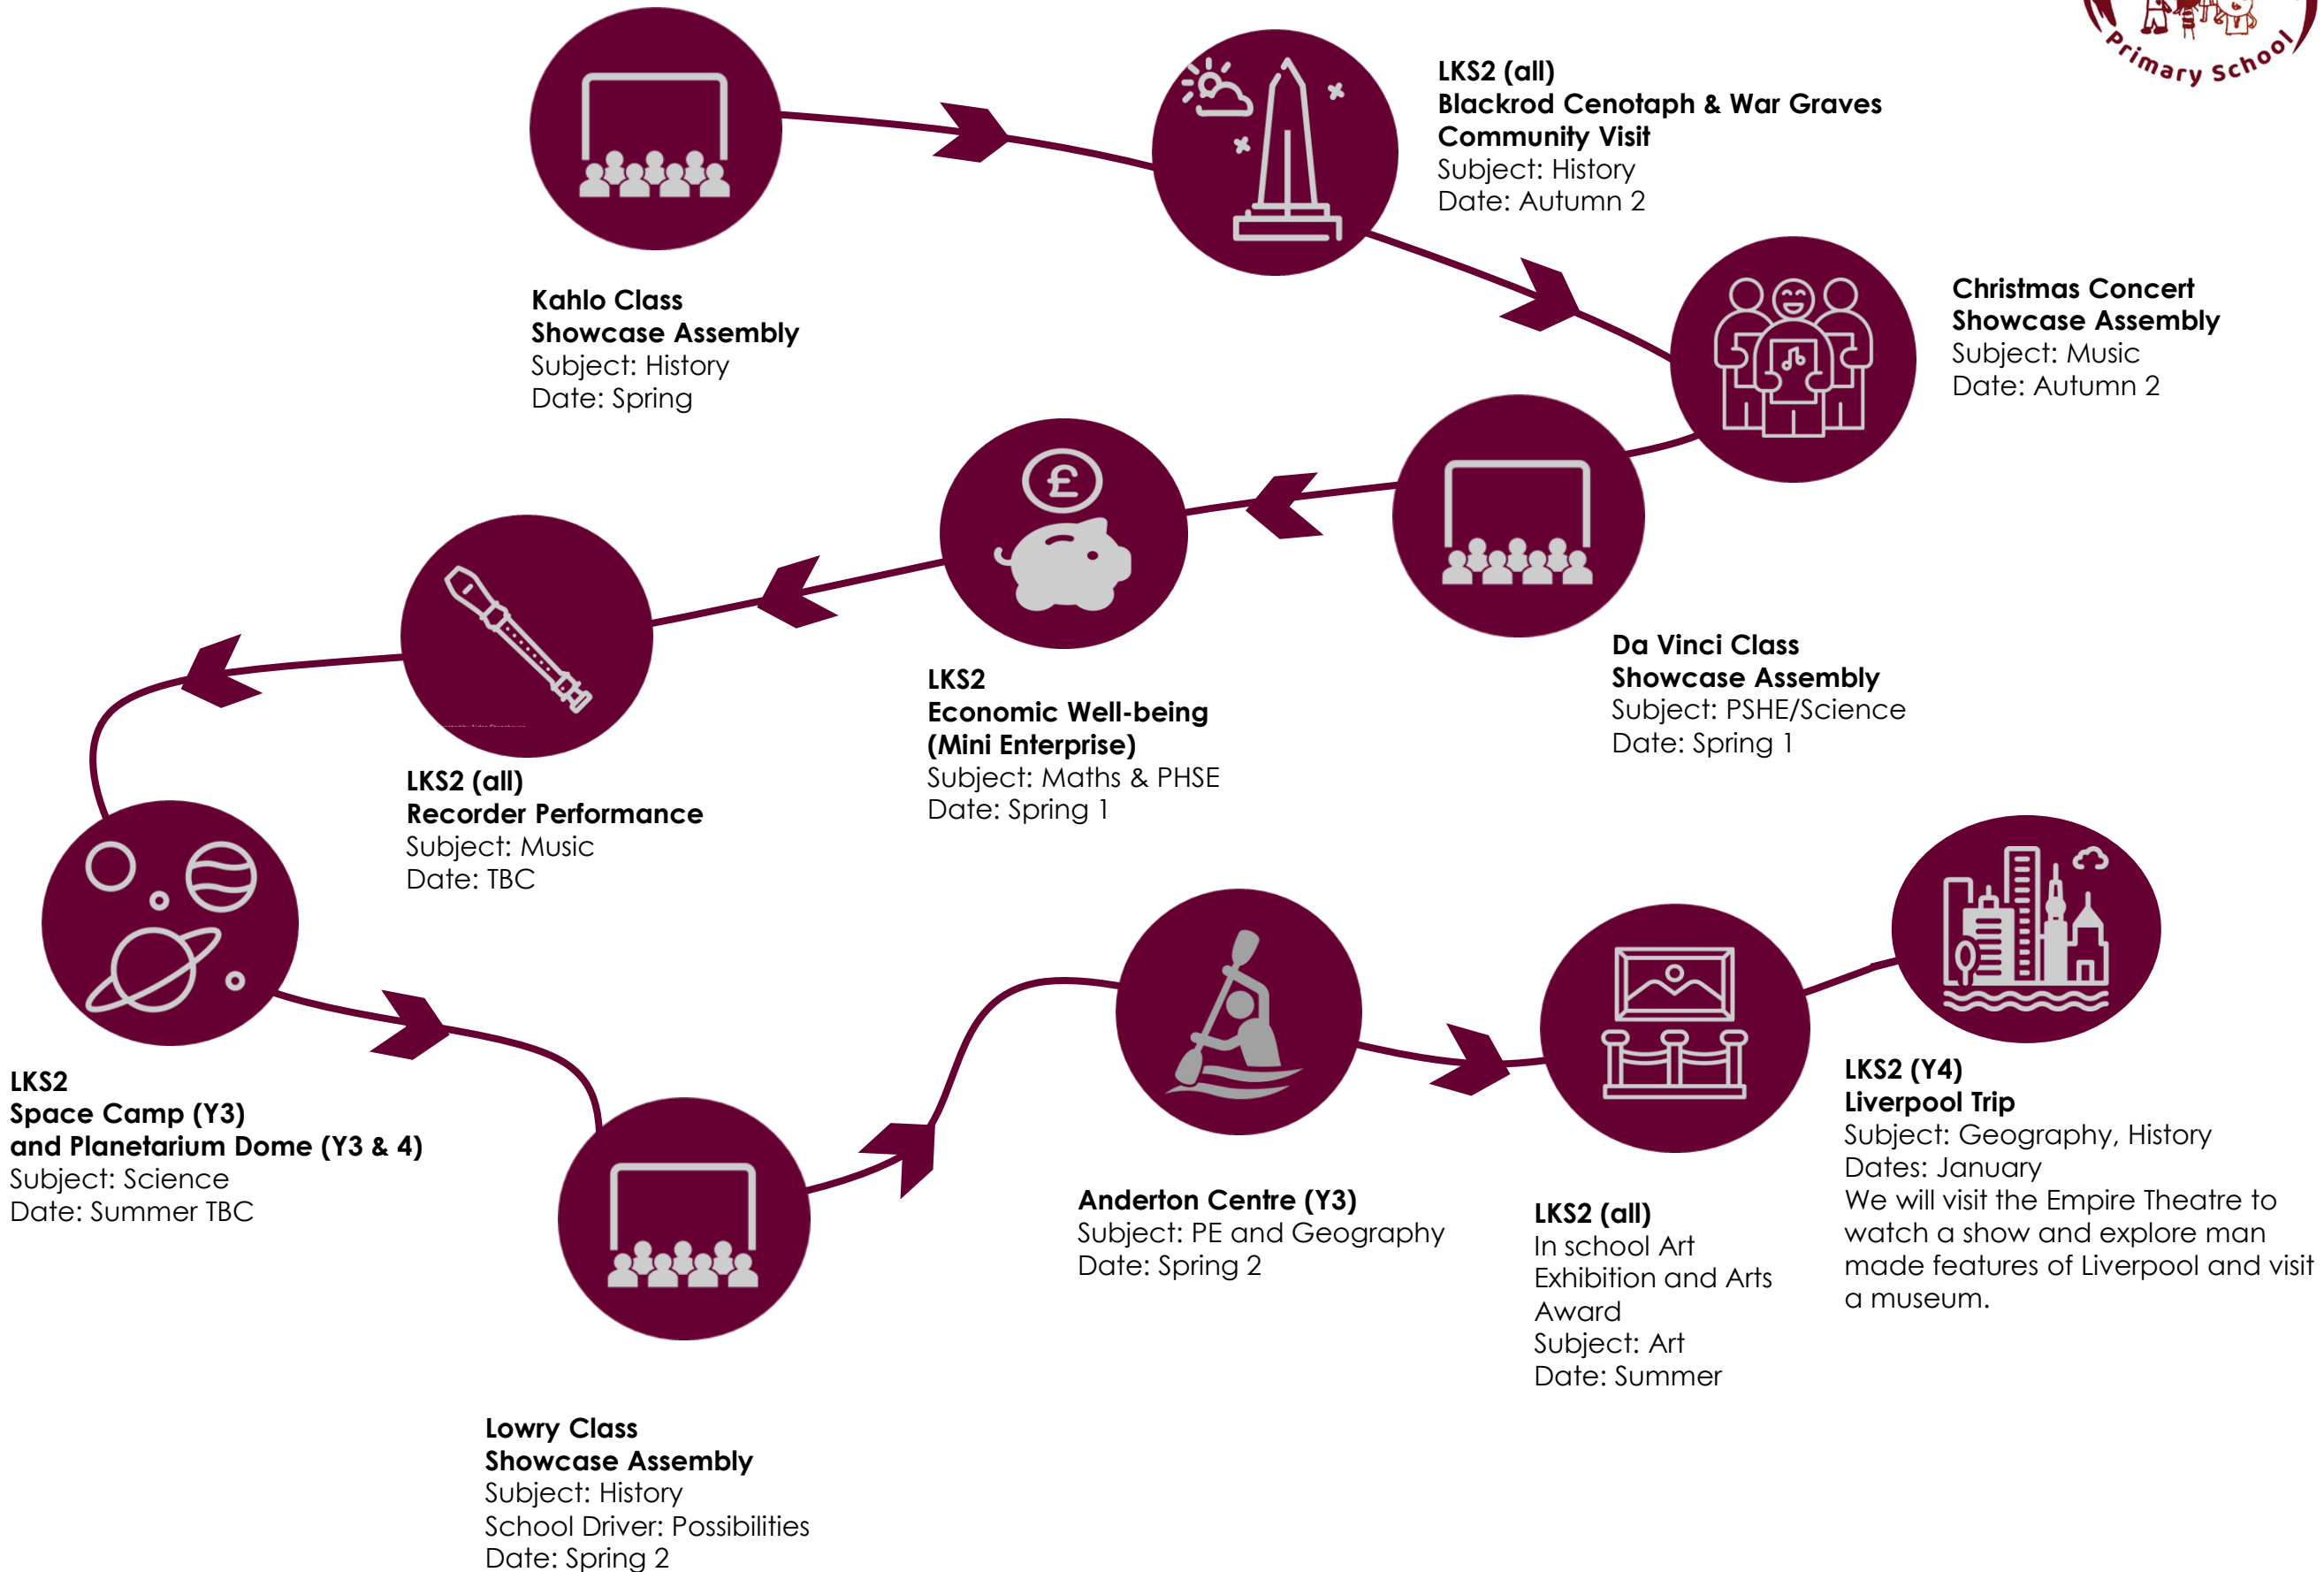 Primary School
Kahlo Class
Showcase Assembly
Subject: History
Date: Spring
LKS2 (all)
Blackrod Cenotaph & War Graves
Community Visit
Subject: History
Date: Autumn 2
Christmas Concert
Showcase Assembly
Subject: Music
Date: Autumn 2
Da Vinci Class
Showcase Assembly
Subject: PSHE/Science
Date: Spring 1
£
LKS2
Economic Well-being
(Mini Enterprise)
Subject: Maths & PHSE
Date: Spring 1
LKS2 (all)
Recorder Performance
Subject: Music
Date: TBC
LKS2
Space Camp (Y3)
and Planetarium Dome (Y3 & 4)
Subject: Science
Date: Summer TBC
Lowry Class
Showcase Assembly
Subject: History
School Driver: Possibilities
Date: Spring 2
Anderton Centre (Y3)
Subject: PE and Geography
Date: Spring 2
LKS2 (all)
In school Art
Exhibition and Arts
Award
Subject: Art
Date: Summer
LKS2 (Y4)
Liverpool Trip
Subject: Geography, History
Dates: January
We will visit the Empire Theatre to
watch a show and explore man
made features of Liverpool and visit
a museum.